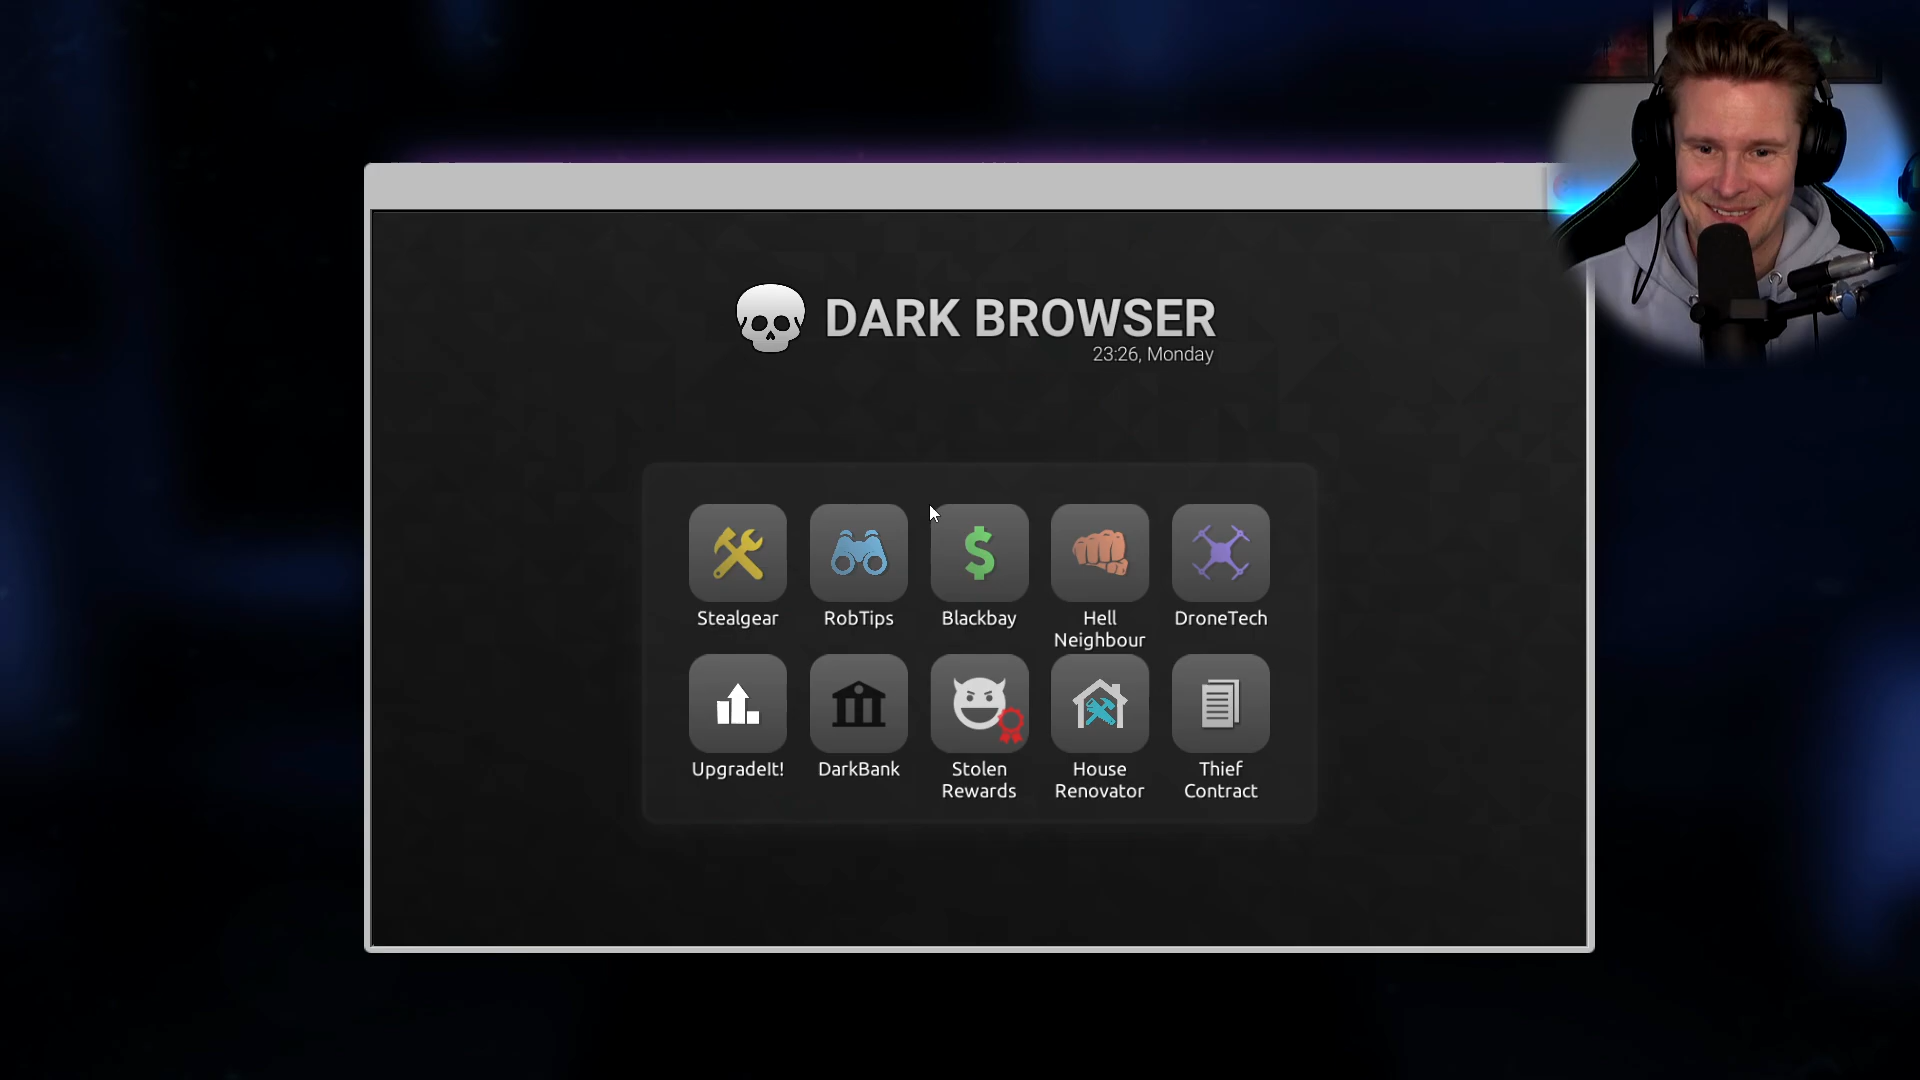 DARK BROWSER
23:26, Monday
Stealgear
RobTips
Blackbay
Hell
Neighbour
DroneTech
UpgradeIt!
DarkBank
Stolen
Rewards
House
Renovator
Thief
Contract